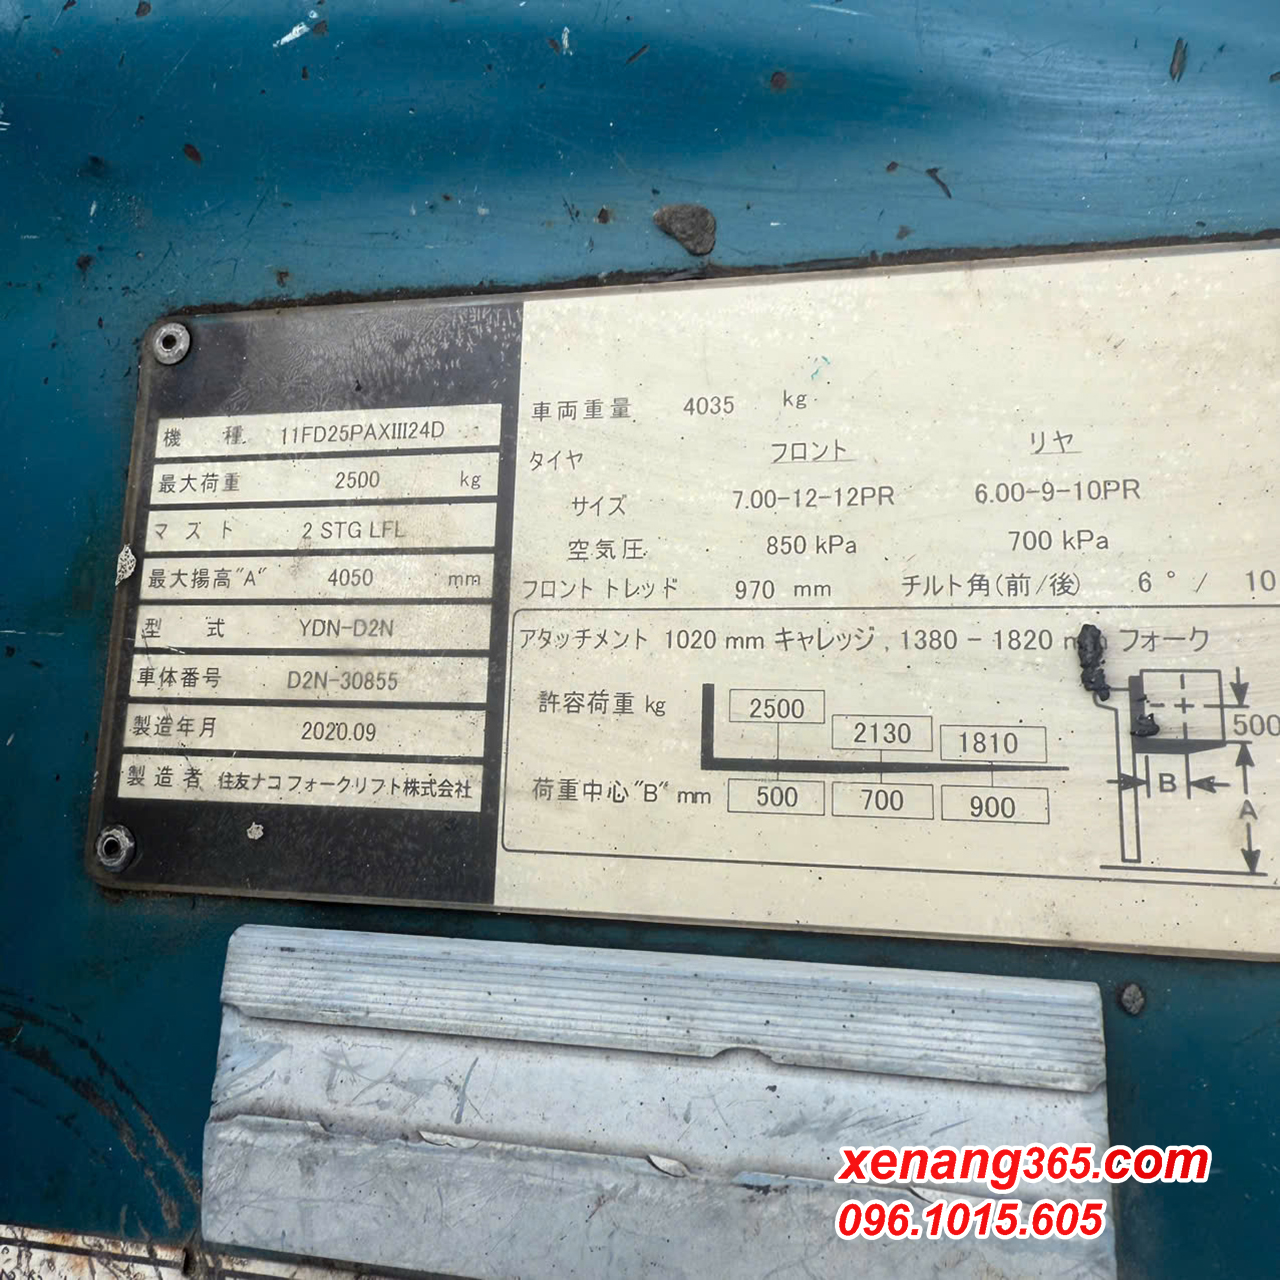 機 種 11FD25PAXIII24D
最大荷重 2500 kg
マスト 2 STG LFL
最大揚高"A" 4050 mm
型 式 YDN-D2N
車体番号 D2N-30855
製造年月 2020.09
製造者 住友ナコ フォークリフト株式会社
車両重量 4035 kg
タイヤ フロント リヤ
サイズ 7.00-12-12PR 6.00-9-10PR
空気圧 850 kPa 700 kPa
フロント トレッド 970 mm チルト角(前/後) 6° / 10
アタッチメント 1020 mm キャレッジ, 1380 - 1820 mm フォーク
許容荷重 kg 2500 2130 1810
荷重中心"B" mm 500 700 900
500
B
A
xenang365.com
096.1015.605